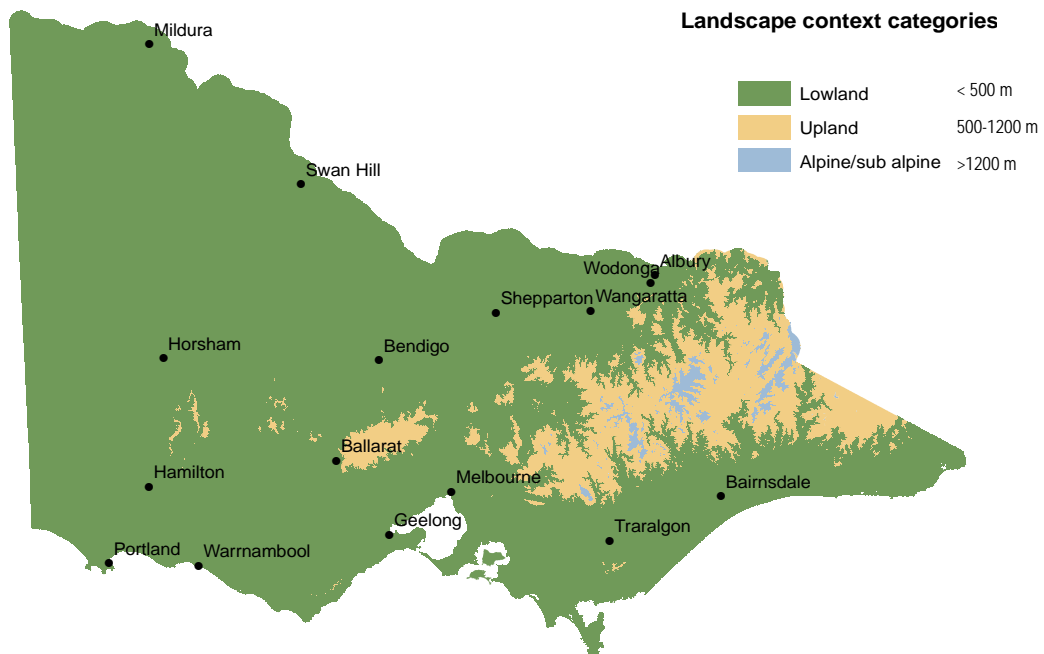 Landscape context categories
Mildura
Lowland < 500 m
Upland 500-1200 m
Alpine/sub alpine >1200 m
Swan Hill
Wodonga Albury
Shepparton Wangaratta
Horsham
Bendigo
Ballarat
Hamilton
Melbourne
Bairnsdale
Geelong
Traralgon
Portland
Warrnambool